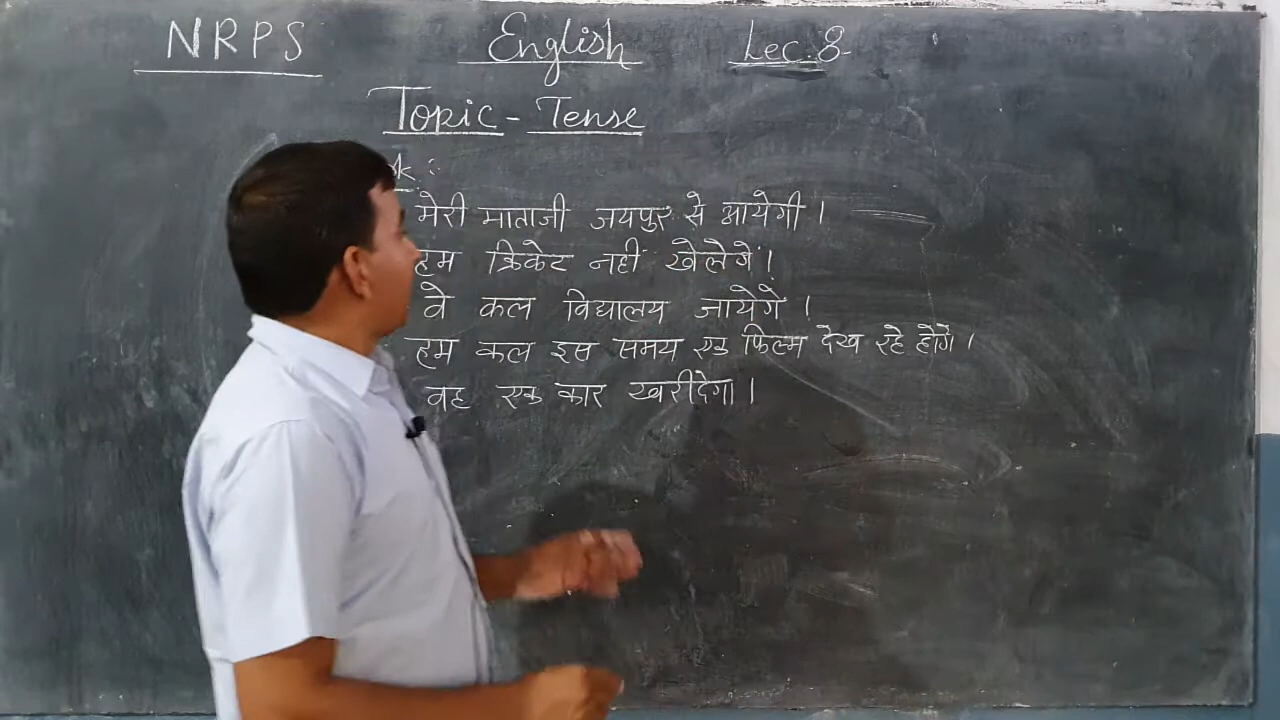 NRPS English Lec. 8
Topic - Tense
मेरी माताजी जयपुर से आयेगी ।
हम क्रिकेट नहीं खेलेगें ।
वे कल विद्यालय जायेगें ।
हम कल इस समय एक फिल्म देख रहे होगें ।
वह एक कार खरीदेगा ।